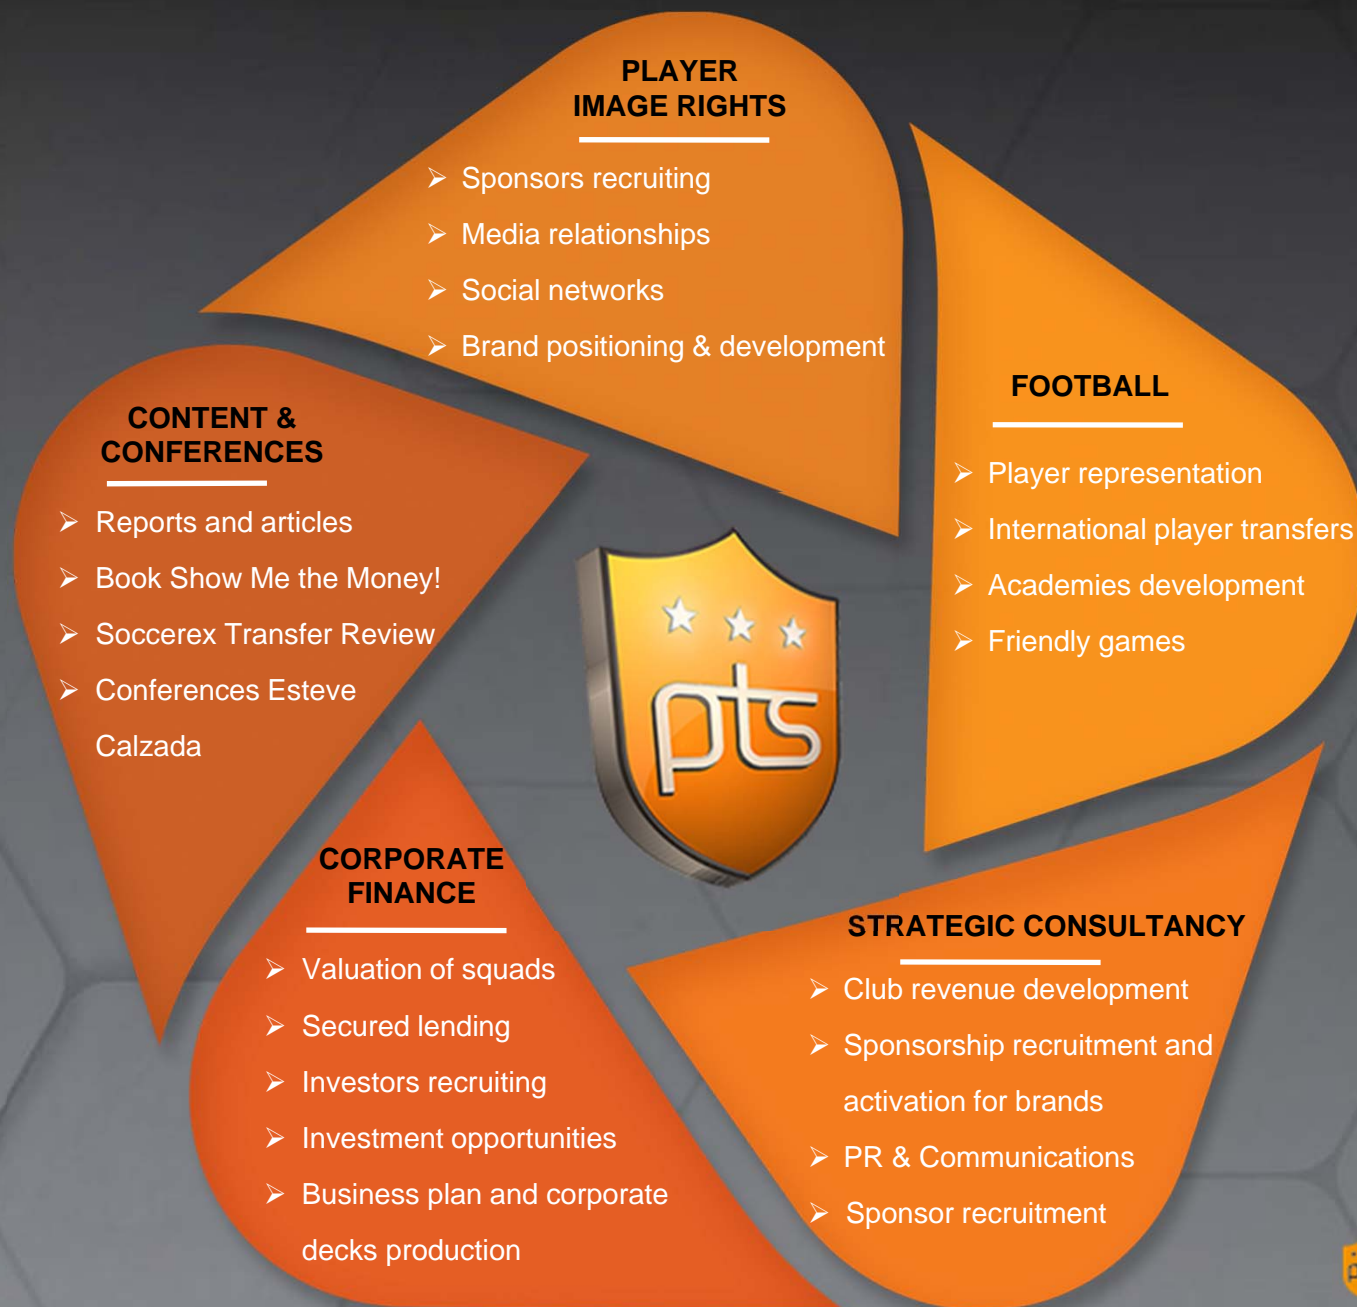 PLAYER
IMAGE RIGHTS
➢ Sponsors recruiting
➢ Media relationships
➢ Social networks
➢ Brand positioning & development
FOOTBALL
➢ Player representation
➢ International player transfers
➢ Academies development
➢ Friendly games
CONTENT &
CONFERENCES
➢ Reports and articles
➢ Book Show Me the Money!
➢ Soccerex Transfer Review
➢ Conferences Esteve
Calzada
pts
CORPORATE
FINANCE
➢ Valuation of squads
➢ Secured lending
➢ Investors recruiting
➢ Investment opportunities
➢ Business plan and corporate
decks production
STRATEGIC CONSULTANCY
➢ Club revenue development
➢ Sponsorship recruitment and
activation for brands
➢ PR & Communications
➢ Sponsor recruitment